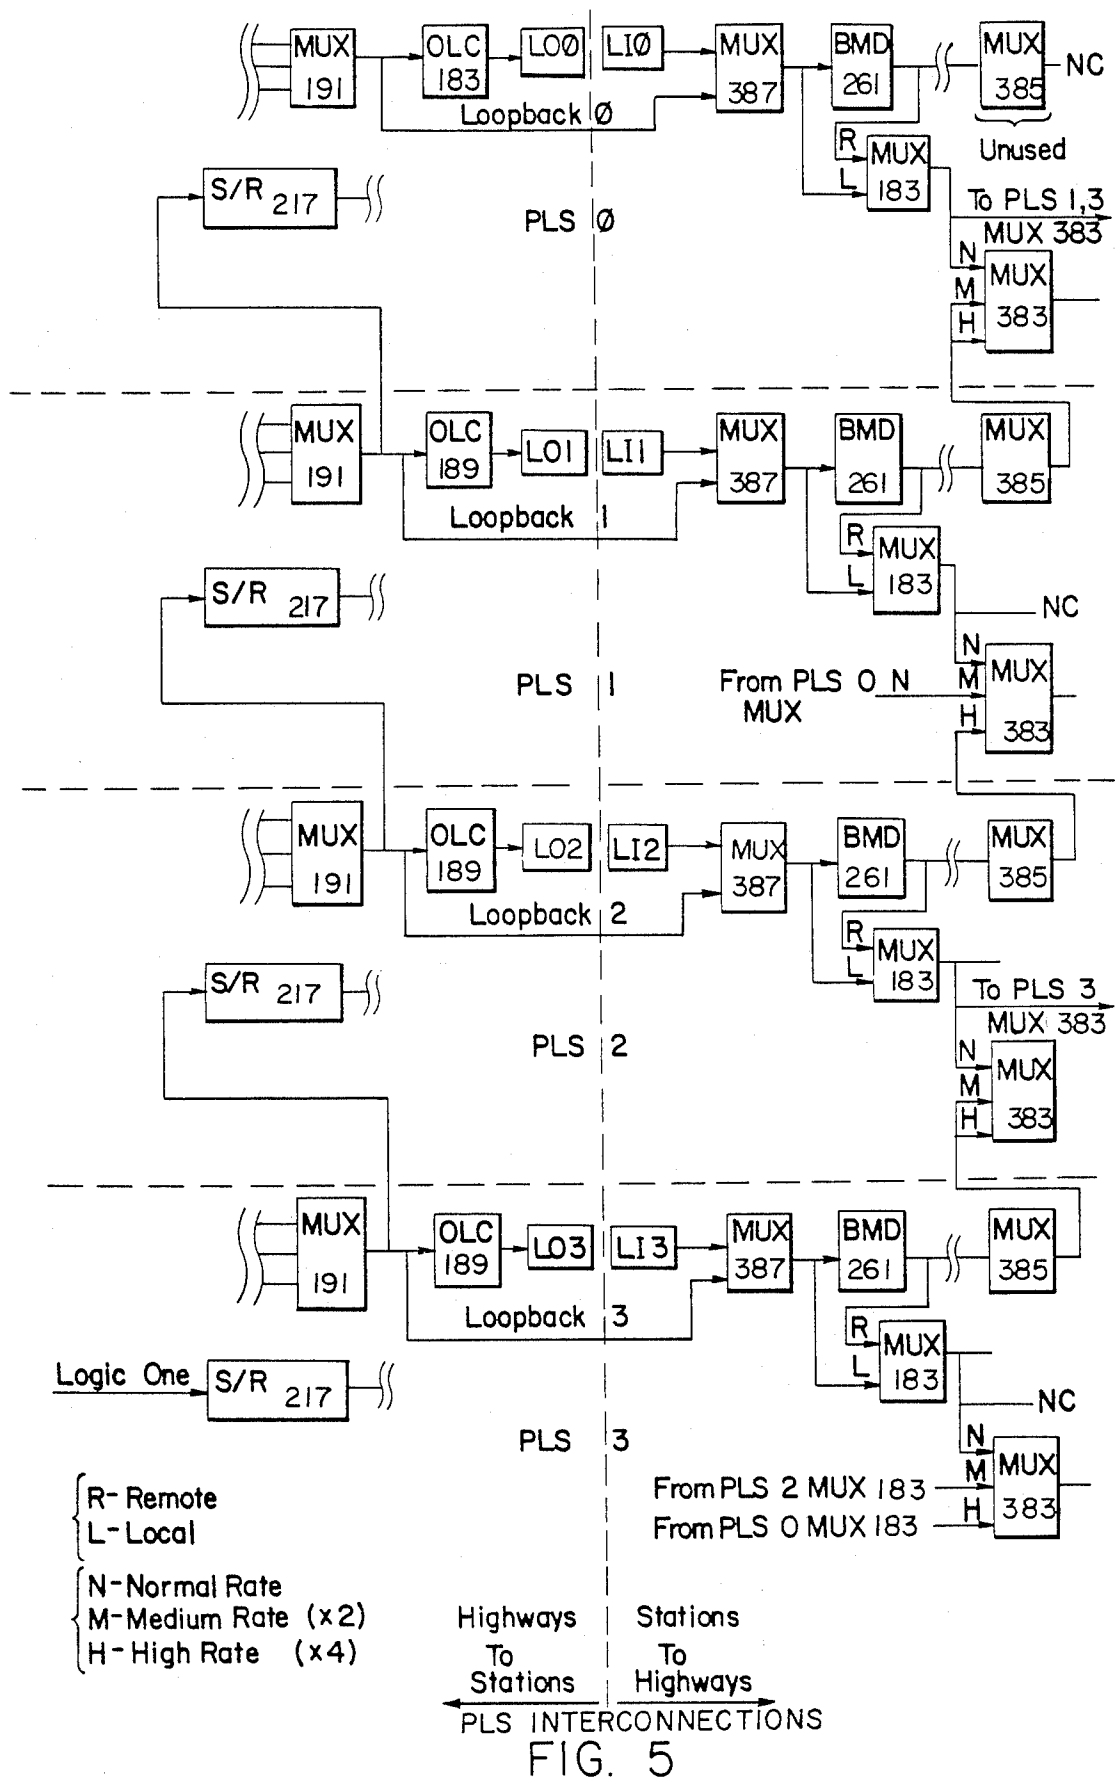 MUX 191
OLC 183
LOØ
LIØ
MUX 387
BMD 261
MUX 385
NC
Loopback Ø
Unused
R
L
MUX 183
S/R 217
To PLS 1,3
MUX 383
PLS Ø
N
M
H
MUX 383
MUX 191
OLC 189
LO1
LI1
MUX 387
BMD 261
MUX 385
Loopback 1
R
L
MUX 183
S/R 217
NC
PLS 1
From PLS O N
MUX
N
M
H
MUX 383
MUX 191
OLC 189
LO2
LI2
MUX 387
BMD 261
MUX 385
Loopback 2
R
L
MUX 183
S/R 217
To PLS 3
MUX 383
PLS 2
N
M
H
MUX 383
MUX 191
OLC 189
LO3
LI3
MUX 387
BMD 261
MUX 385
Loopback 3
R
L
MUX 183
Logic One
S/R 217
NC
PLS 3
N
M
H
MUX 383
From PLS 2 MUX 183
From PLS O MUX 183
R-Remote
L-Local
N-Normal Rate
M-Medium Rate (x2)
H-High Rate (x4)
Highways
To
Stations
Stations
To
Highways
PLS INTERCONNECTIONS
FIG. 5